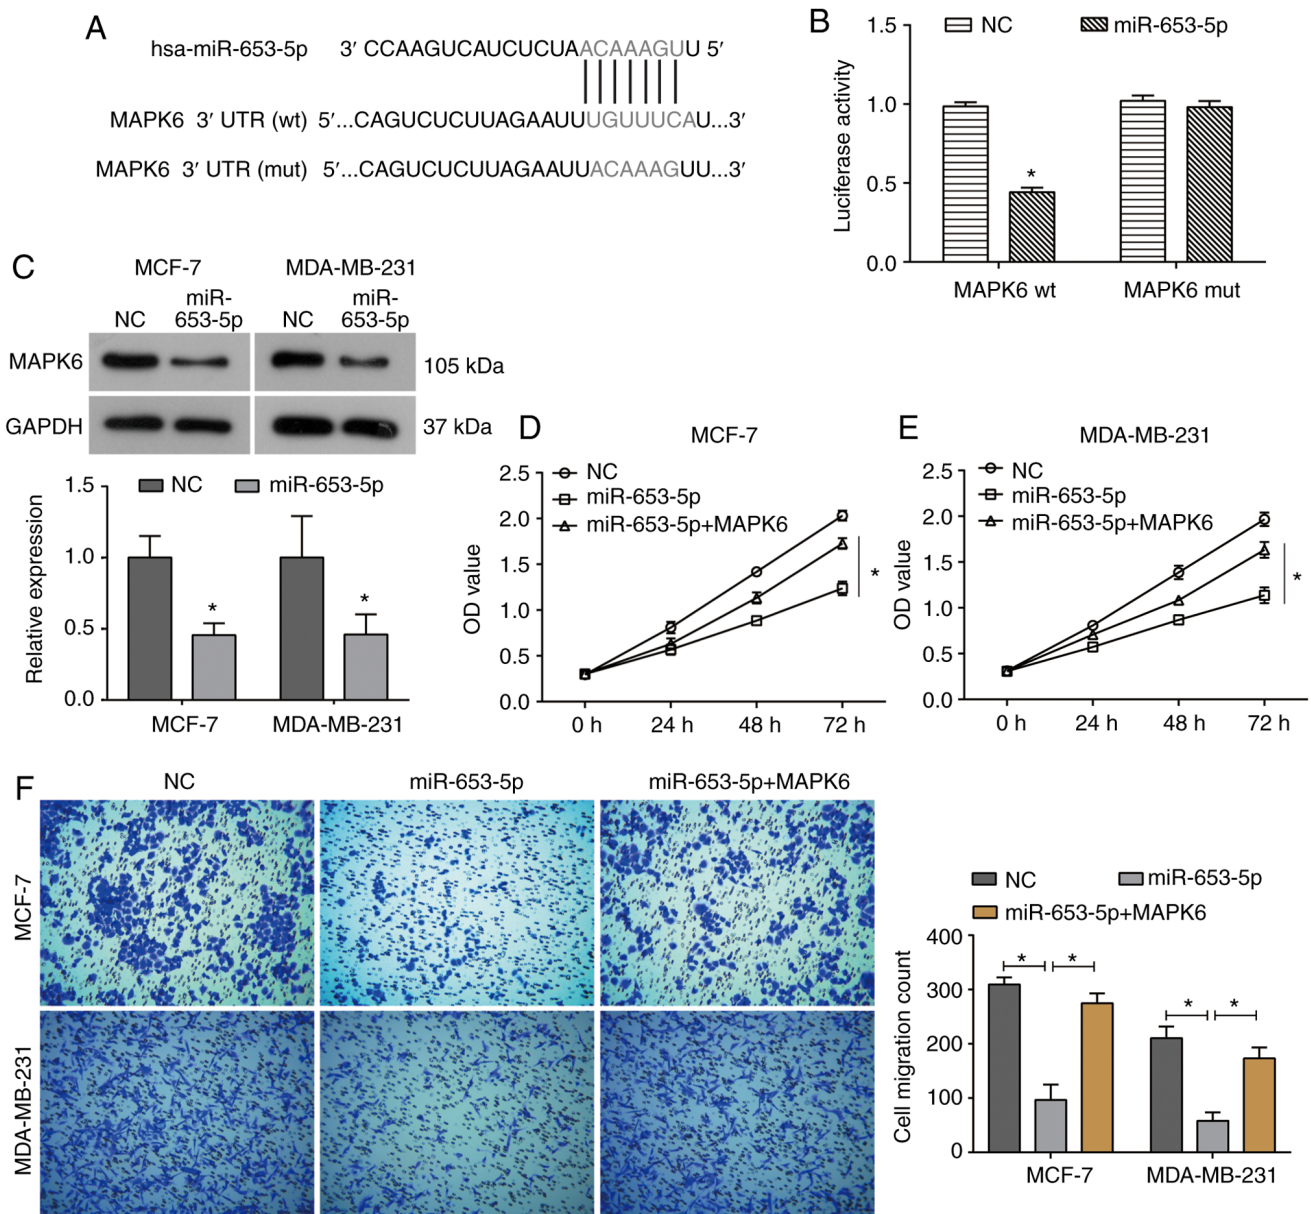 A
hsa-miR-653-5p 3′ CCAAGUCAUCUCUAACAAAGUU 5′
MAPK6 3′ UTR (wt) 5′...CAGUCUCUUAGAAUUUGUUUCAU...3′
MAPK6 3′ UTR (mut) 5′...CAGUCUCUUAGAAUUACAAAGUU...3′
B
NC miR-653-5p
Luciferase activity
1.5
1.0
0.5
0.0
*
MAPK6 wt MAPK6 mut
C
MCF-7 MDA-MB-231
NC miR-653-5p NC miR-653-5p
MAPK6 105 kDa
GAPDH 37 kDa
NC miR-653-5p
Relative expression
1.5
1.0
0.5
0.0
* *
MCF-7 MDA-MB-231
D
MCF-7
NC
miR-653-5p
miR-653-5p+MAPK6
OD value
2.5
2.0
1.5
1.0
0.5
0.0
*
0 h 24 h 48 h 72 h
E
MDA-MB-231
NC
miR-653-5p
miR-653-5p+MAPK6
OD value
2.5
2.0
1.5
1.0
0.5
0.0
*
0 h 24 h 48 h 72 h
F
NC miR-653-5p miR-653-5p+MAPK6
MCF-7
MDA-MB-231
NC miR-653-5p
miR-653-5p+MAPK6
Cell migration count
400
300
200
100
0
* * * *
MCF-7 MDA-MB-231